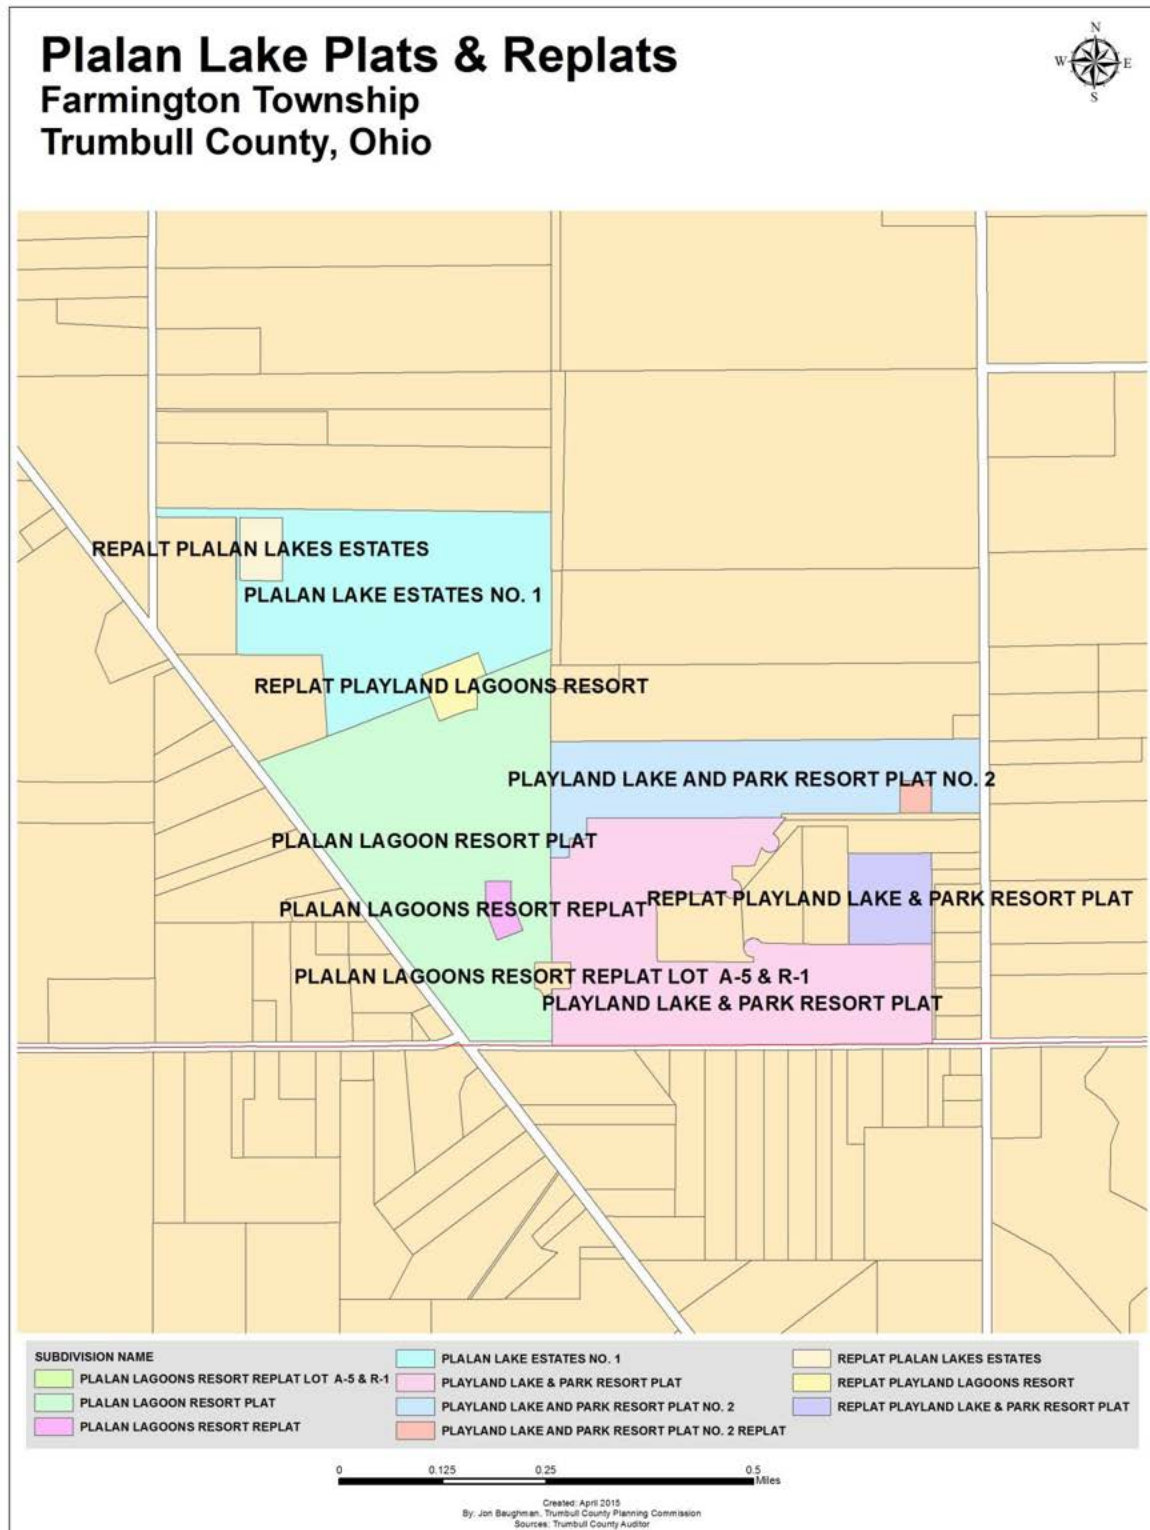 Plalan Lake Plats & Replats
Farmington Township
Trumbull County, Ohio
N
W
E
S
REPALT PLALAN LAKES ESTATES
PLALAN LAKE ESTATES NO. 1
REPLAT PLAYLAND LAGOONS RESORT
PLAYLAND LAKE AND PARK RESORT PLAT NO. 2
PLALAN LAGOON RESORT PLAT
REPLAT PLAYLAND LAKE & PARK RESORT PLAT
PLALAN LAGOONS RESORT REPLAT
PLALAN LAGOONS RESORT REPLAT LOT A-5 & R-1
PLAYLAND LAKE & PARK RESORT PLAT
SUBDIVISION NAME
PLALAN LAGOONS RESORT REPLAT LOT A-5 & R-1
PLALAN LAGOON RESORT PLAT
PLALAN LAGOONS RESORT REPLAT
PLALAN LAKE ESTATES NO. 1
PLAYLAND LAKE & PARK RESORT PLAT
PLAYLAND LAKE AND PARK RESORT PLAT NO. 2
PLAYLAND LAKE AND PARK RESORT PLAT NO. 2 REPLAT
REPLAT PLALAN LAKES ESTATES
REPLAT PLAYLAND LAGOONS RESORT
REPLAT PLAYLAND LAKE & PARK RESORT PLAT
0 0.125 0.25 0.5
Miles
Created: April 2015
By: Jon Baughman, Trumbull County Planning Commission
Sources: Trumbull County Auditor